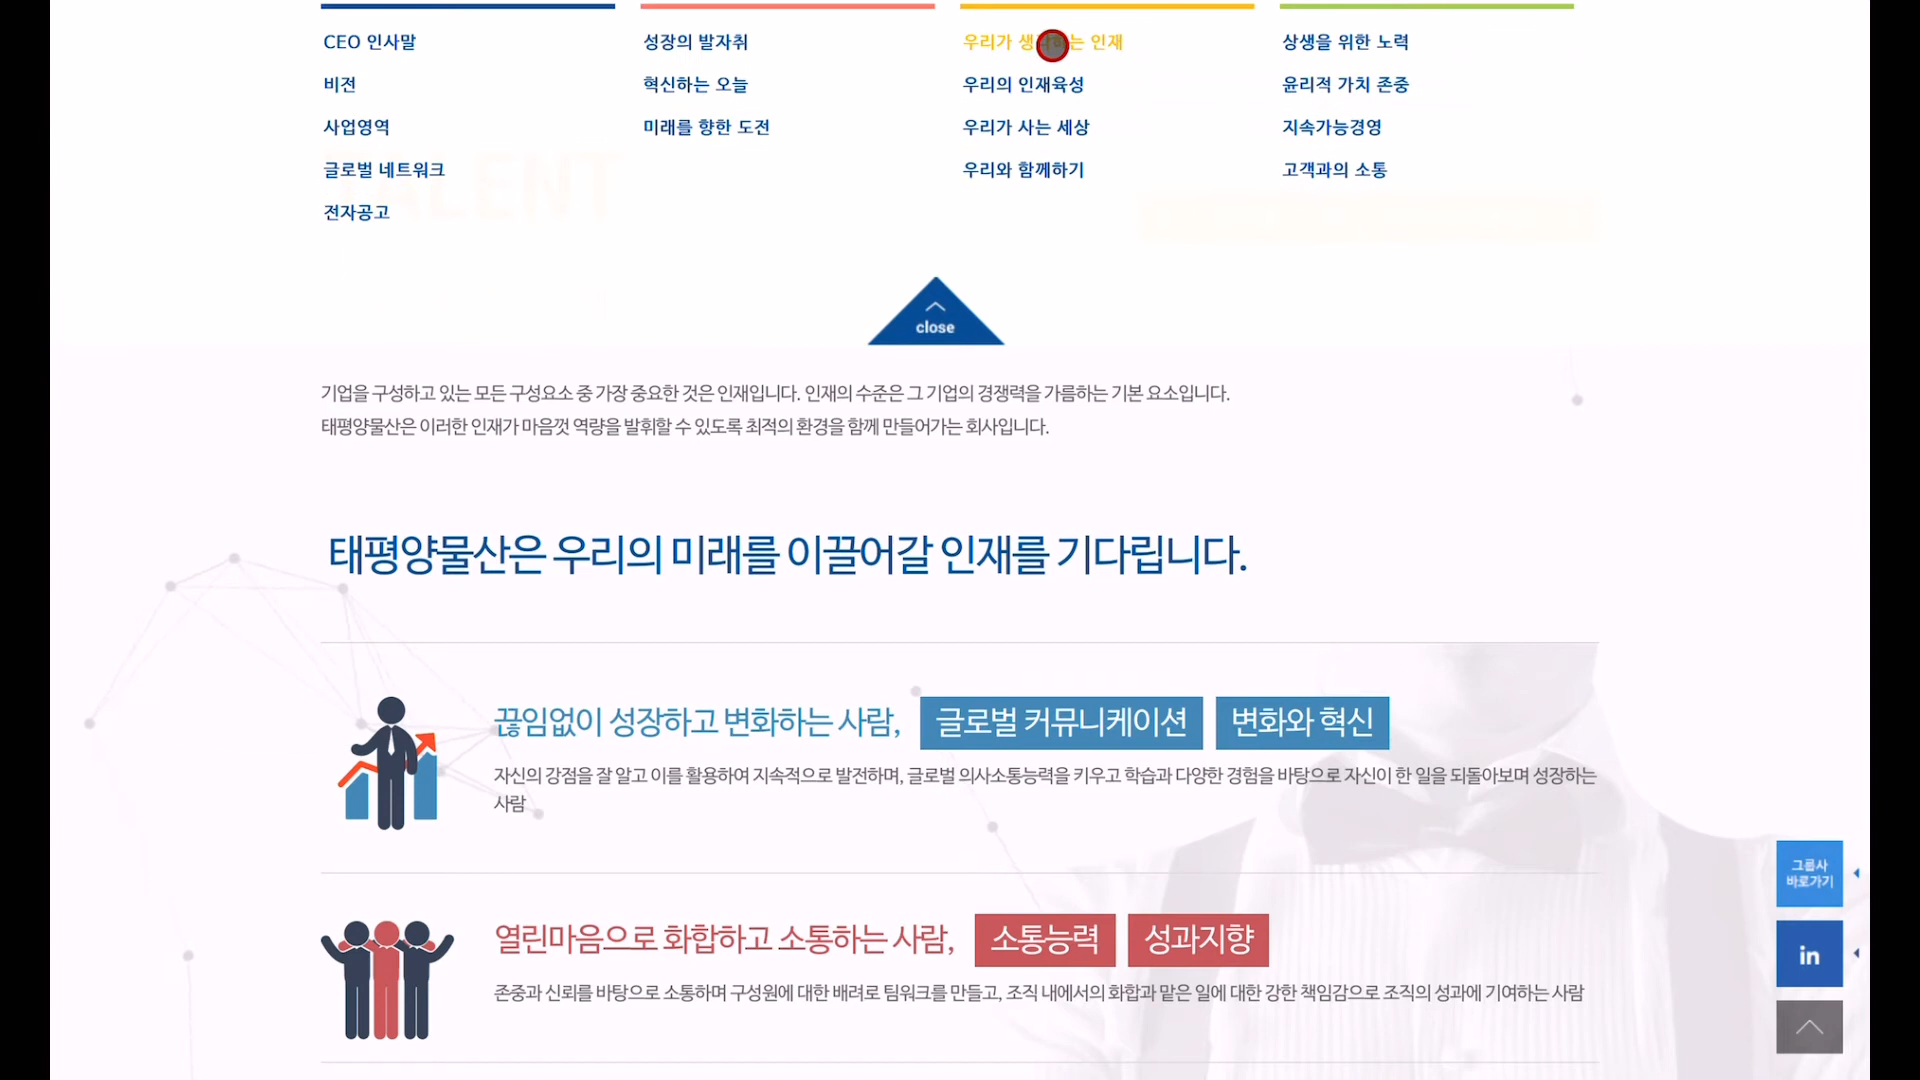 CEO 인사말
비전
사업영역
글로벌 네트워크
전자공고
성장의 발자취
혁신하는 오늘
미래를 향한 도전
우리가 생각하는 인재
우리의 인재육성
우리가 사는 세상
우리와 함께하기
상생을 위한 노력
윤리적 가치 존중
지속가능경영
고객과의 소통
TALENT
close
기업을 구성하고 있는 모든 구성요소 중 가장 중요한 것은 인재입니다. 인재의 수준은 그 기업의 경쟁력을 가름하는 기본 요소입니다.
태평양물산은 이러한 인재가 마음껏 역량을 발휘할 수 있도록 최적의 환경을 함께 만들어가는 회사입니다.
태평양물산은 우리의 미래를 이끌어갈 인재를 기다립니다.
끊임없이 성장하고 변화하는 사람, 글로벌 커뮤니케이션 변화와 혁신
자신의 강점을 잘 알고 이를 활용하여 지속적으로 발전하며, 글로벌 의사소통능력을 키우고 학습과 다양한 경험을 바탕으로 자신이 한 일을 되돌아보며 성장하는
사람
열린마음으로 화합하고 소통하는 사람, 소통능력 성과지향
존중과 신뢰를 바탕으로 소통하며 구성원에 대한 배려로 팀워크를 만들고, 조직 내에서의 화합과 맡은 일에 대한 강한 책임감으로 조직의 성과에 기여하는 사람
그룹사
바로가기
in